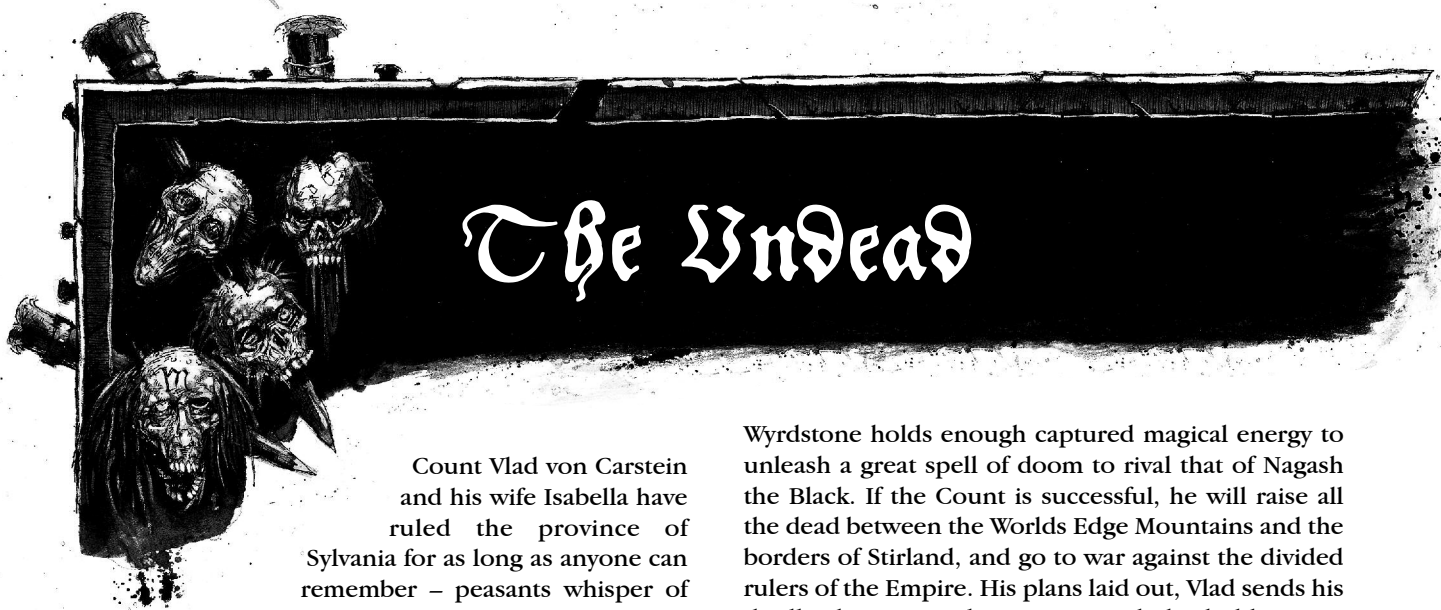 The Undead
Count Vlad von Carstein
and his wife Isabella have
ruled the province of
Sylvania for as long as anyone can
remember – peasants whisper of
Wyrdstone holds enough captured magical energy to
unleash a great spell of doom to rival that of Nagash
the Black. If the Count is successful, he will raise all
the dead between the Worlds Edge Mountains and the
borders of Stirland, and go to war against the divided
rulers of the Empire. His plans laid out, Vlad sends his